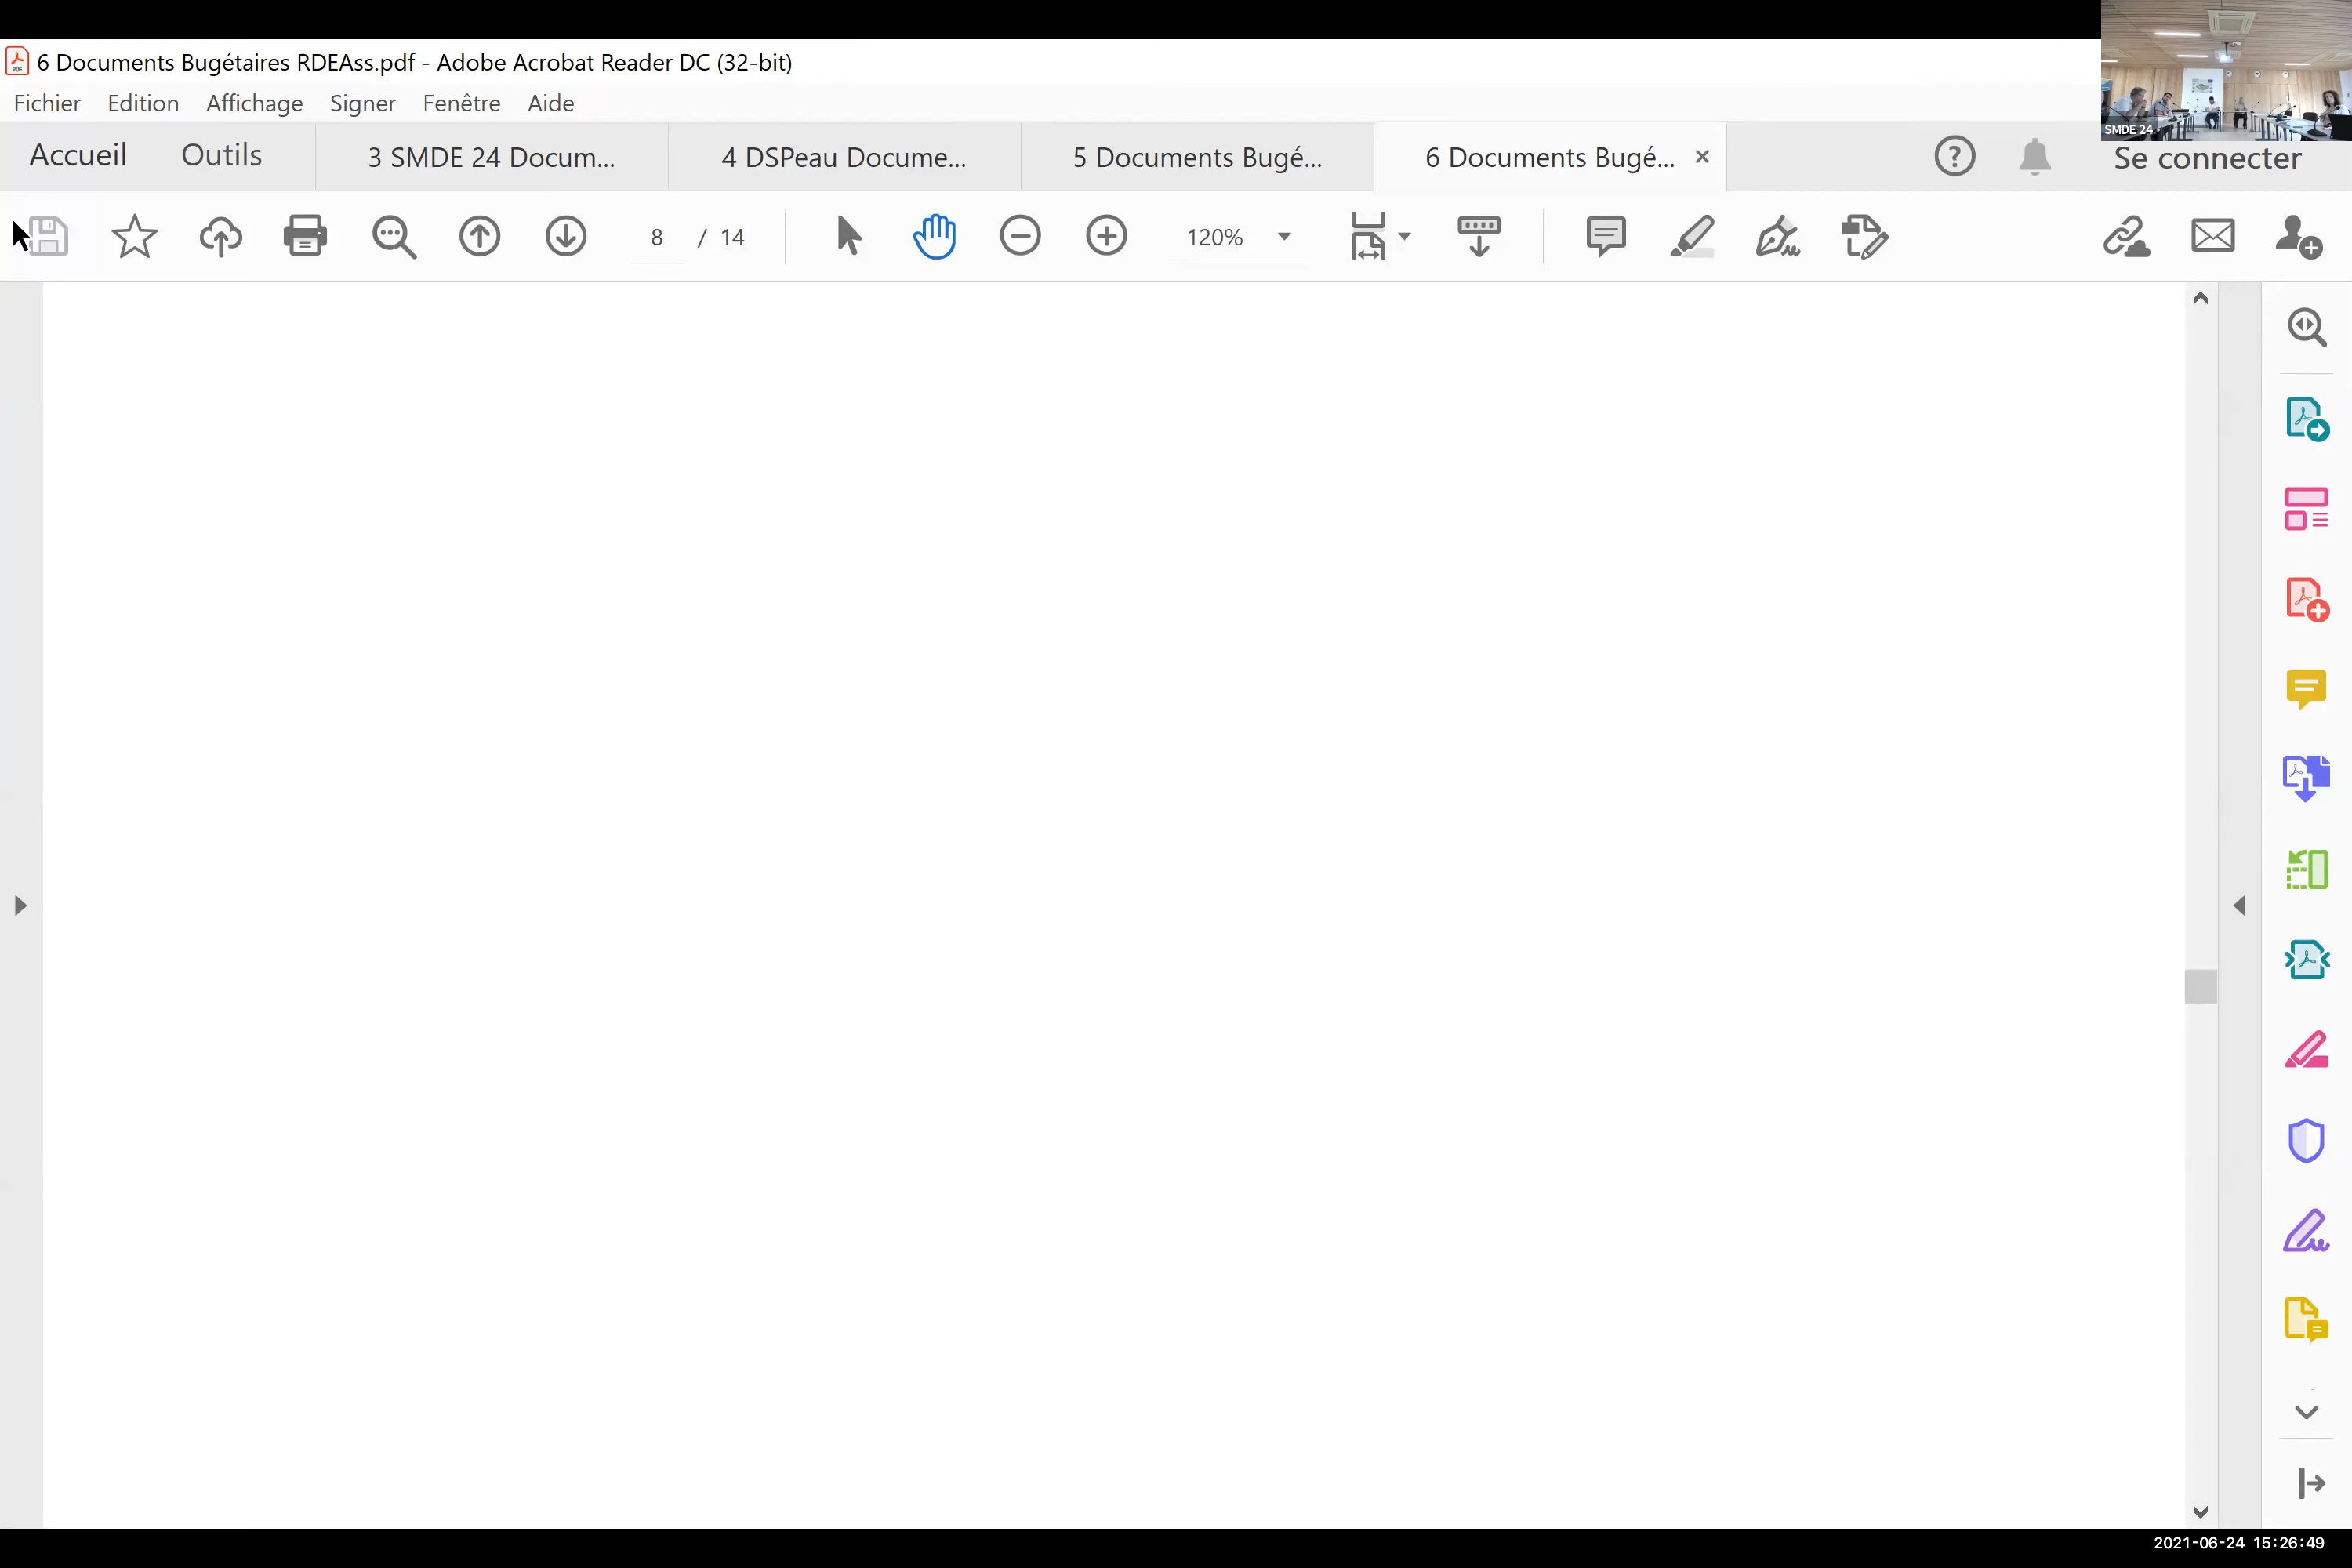 6 Documents Bugétaires RDEAss.pdf - Adobe Acrobat Reader DC (32-bit)
Fichier Edition Affichage Signer Fenêtre Aide
SMDE 24
Accueil Outils 3 SMDE 24 Docum... 4 DSPeau Docume... 5 Documents Bugé... 6 Documents Bugé... Se connecter
8 / 14 120%
2021-06-24 15:26:49